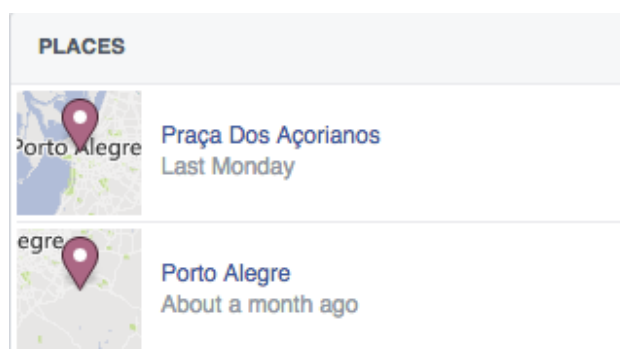 PLACES
Porto Alegre
Praça Dos Açorianos
Last Monday
egre
Porto Alegre
About a month ago